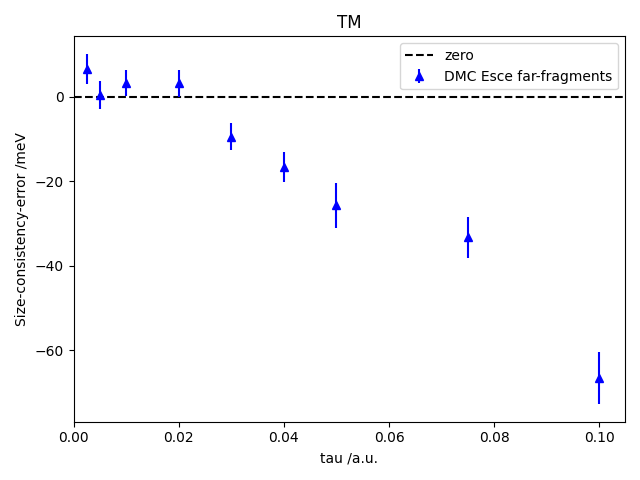 TM
zero
DMC Esce far-fragments
Size-consistency-error /meV
0
−20
−40
−60
0.00 0.02 0.04 0.06 0.08 0.10
tau /a.u.